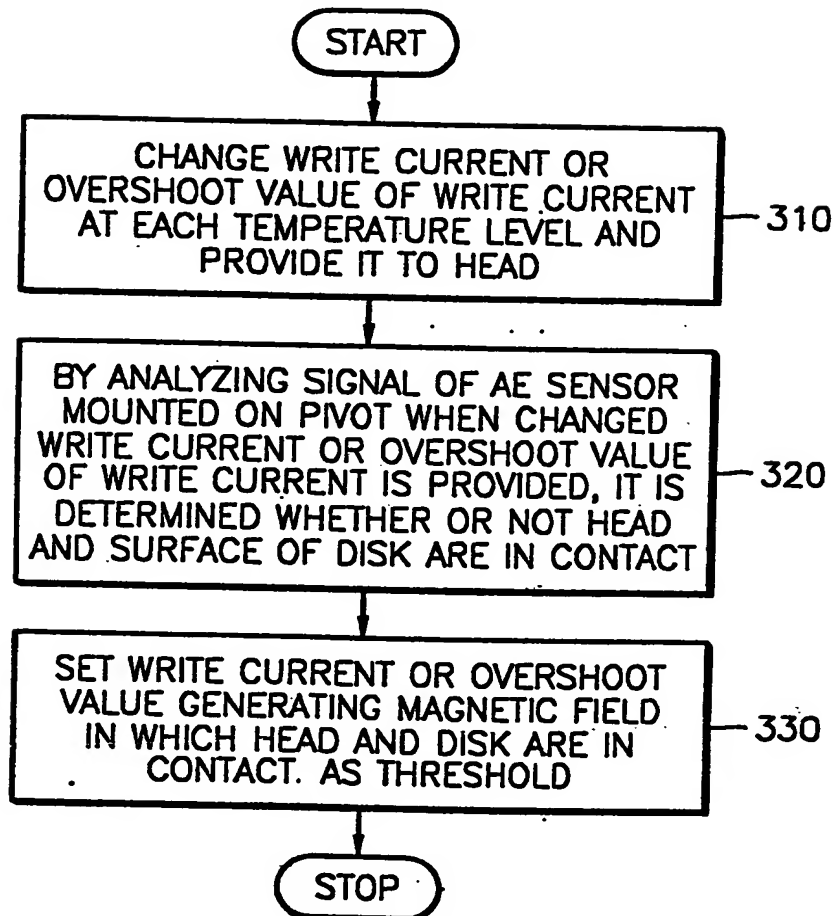 START
CHANGE WRITE CURRENT OR
OVERSHOOT VALUE OF WRITE CURRENT
AT EACH TEMPERATURE LEVEL AND
PROVIDE IT TO HEAD
310
BY ANALYZING SIGNAL OF AE SENSOR
MOUNTED ON PIVOT WHEN CHANGED
WRITE CURRENT OR OVERSHOOT VALUE
OF WRITE CURRENT IS PROVIDED, IT IS
DETERMINED WHETHER OR NOT HEAD
AND SURFACE OF DISK ARE IN CONTACT
320
SET WRITE CURRENT OR OVERSHOOT
VALUE GENERATING MAGNETIC FIELD
IN WHICH HEAD AND DISK ARE IN
CONTACT. AS THRESHOLD
330
STOP